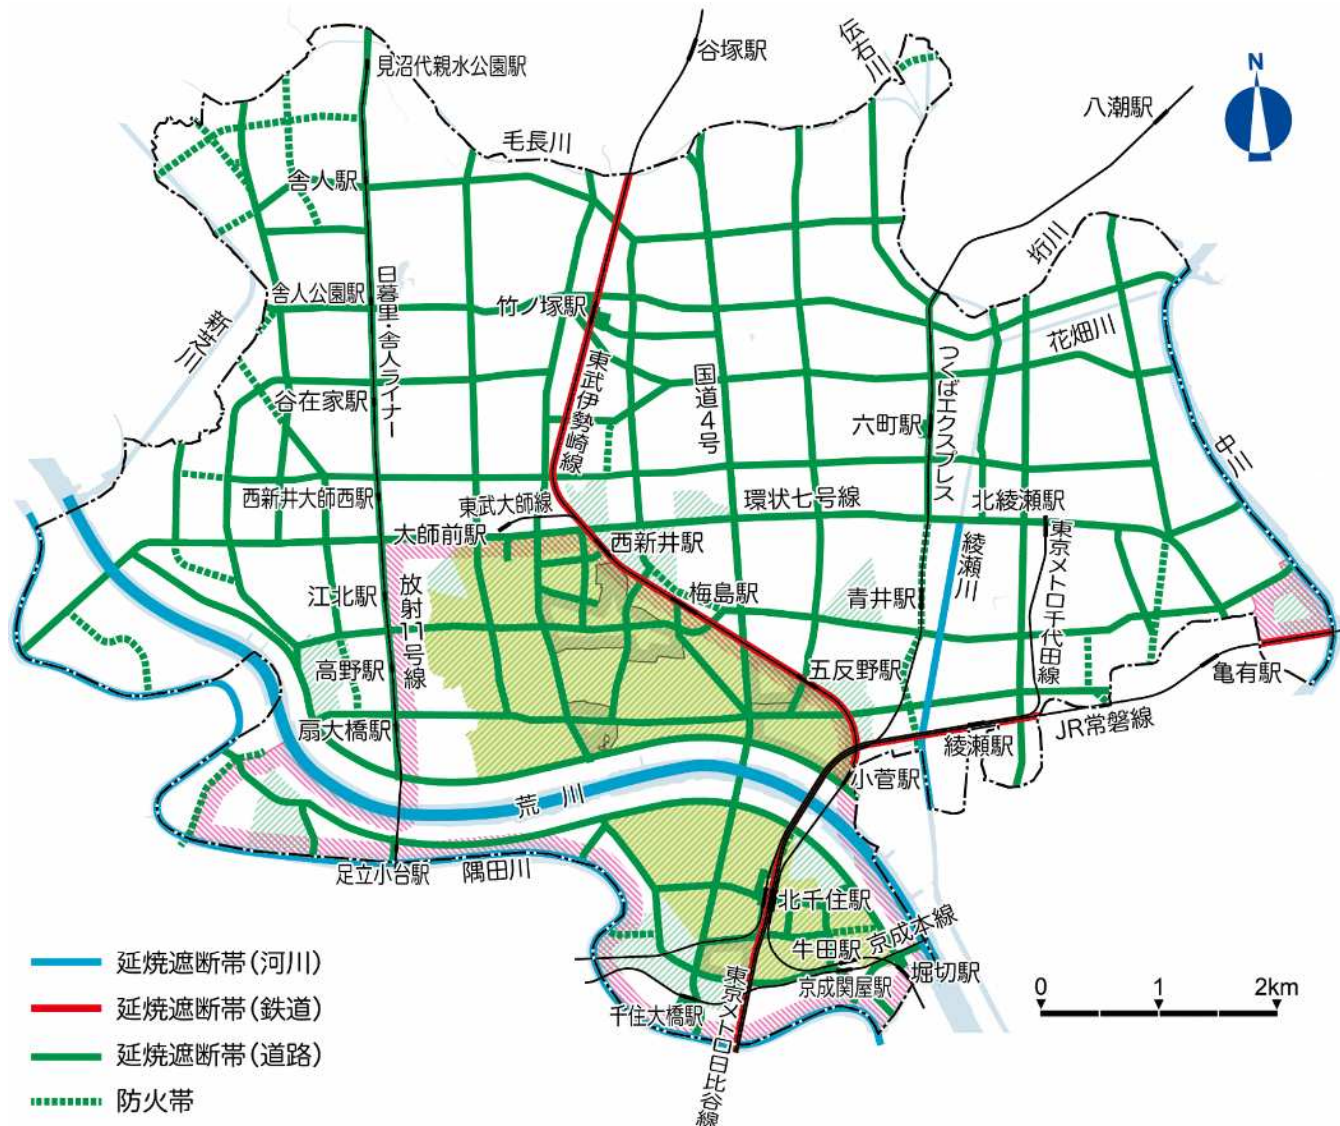 谷塚駅
伝右川
N
見沼代親水公園駅
八潮駅
毛長川
舎人駅
垳川
舎人公園駅
日暮里・舎人ライナー
竹ノ塚駅
新芝川
花畑川
東武伊勢崎線
国道4号
つくばエクスプレス
谷在家駅
六町駅
中川
西新井大師西駅
東武大師線
環状七号線
北綾瀬駅
大師前駅
西新井駅
綾瀬川
東京メトロ千代田線
江北駅
放射11号線
梅島駅
青井駅
高野駅
五反野駅
亀有駅
扇大橋駅
綾瀬駅
JR常磐線
小菅駅
荒川
足立小台駅
隅田川
北千住駅
牛田駅
京成本線
堀切駅
京成関屋駅
千住大橋駅
東京メトロ日比谷線
0 1 2km
延焼遮断帯(河川)
延焼遮断帯(鉄道)
延焼遮断帯(道路)
防火帯